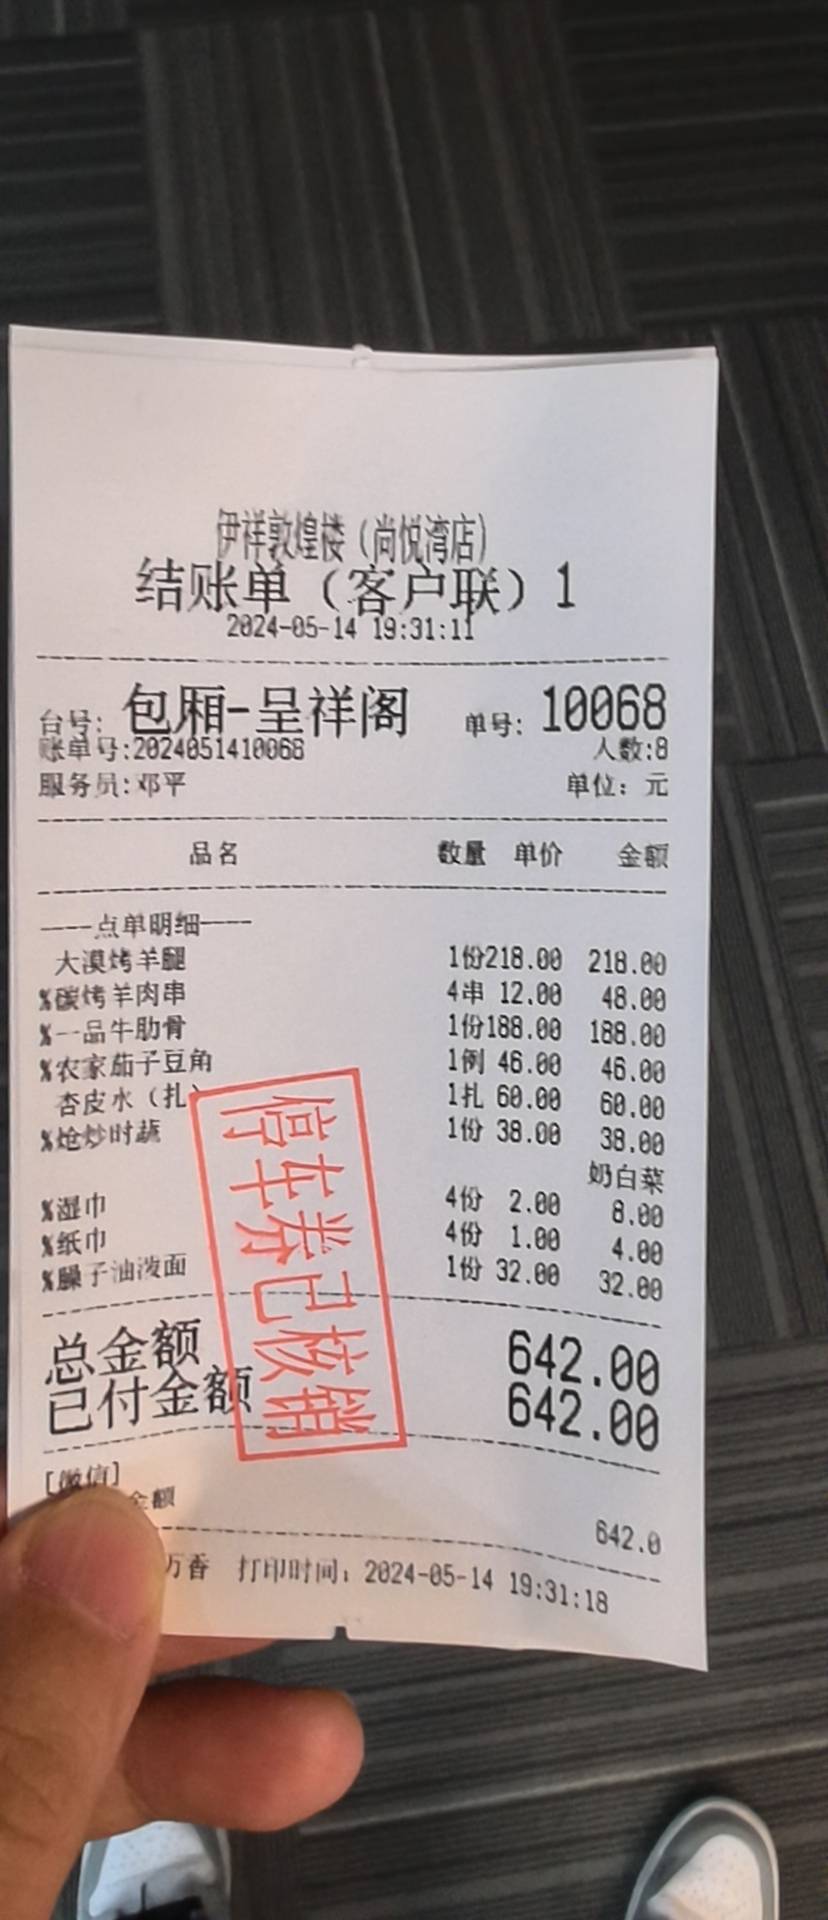 伊祥敦煌楼（尚悦湾店）
结账单（客户联）1
2024-05-14 19:31:11
台号: 包厢-呈祥阁 单号: 10068
账单号:2024051410068 人数:8
服务员:邓平 单位: 元
品名 数量 单价 金额
----点单明细----
大漠烤羊腿 1份218.00 218.00
%碳烤羊肉串 4串 12.00 48.00
%一品牛肋骨 1份188.00 188.00
%农家茄子豆角 1例 46.00 46.00
杏皮水（扎） 1扎 60.00 60.00
%炝炒时蔬 1份 38.00 38.00
奶白菜
%湿巾 4份 2.00 8.00
%纸巾 4份 1.00 4.00
%臊子油泼面 1份 32.00 32.00
总金额 642.00
已付金额 642.00
[微信]
金额 642.0
万香 打印时间: 2024-05-14 19:31:18
停车券已核销